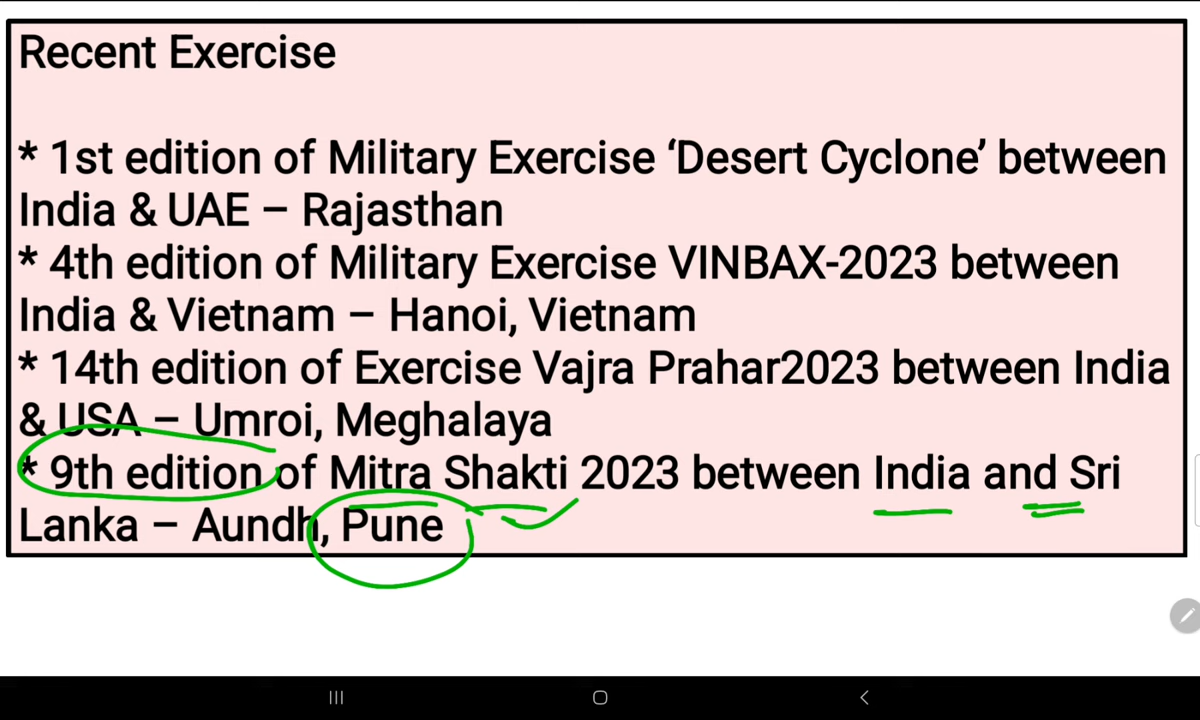 Recent Exercise
* 1st edition of Military Exercise ‘Desert Cyclone’ between
India & UAE – Rajasthan
* 4th edition of Military Exercise VINBAX-2023 between
India & Vietnam – Hanoi, Vietnam
* 14th edition of Exercise Vajra Prahar2023 between India
& USA – Umroi, Meghalaya
* 9th edition of Mitra Shakti 2023 between India and Sri
Lanka – Aundh, Pune